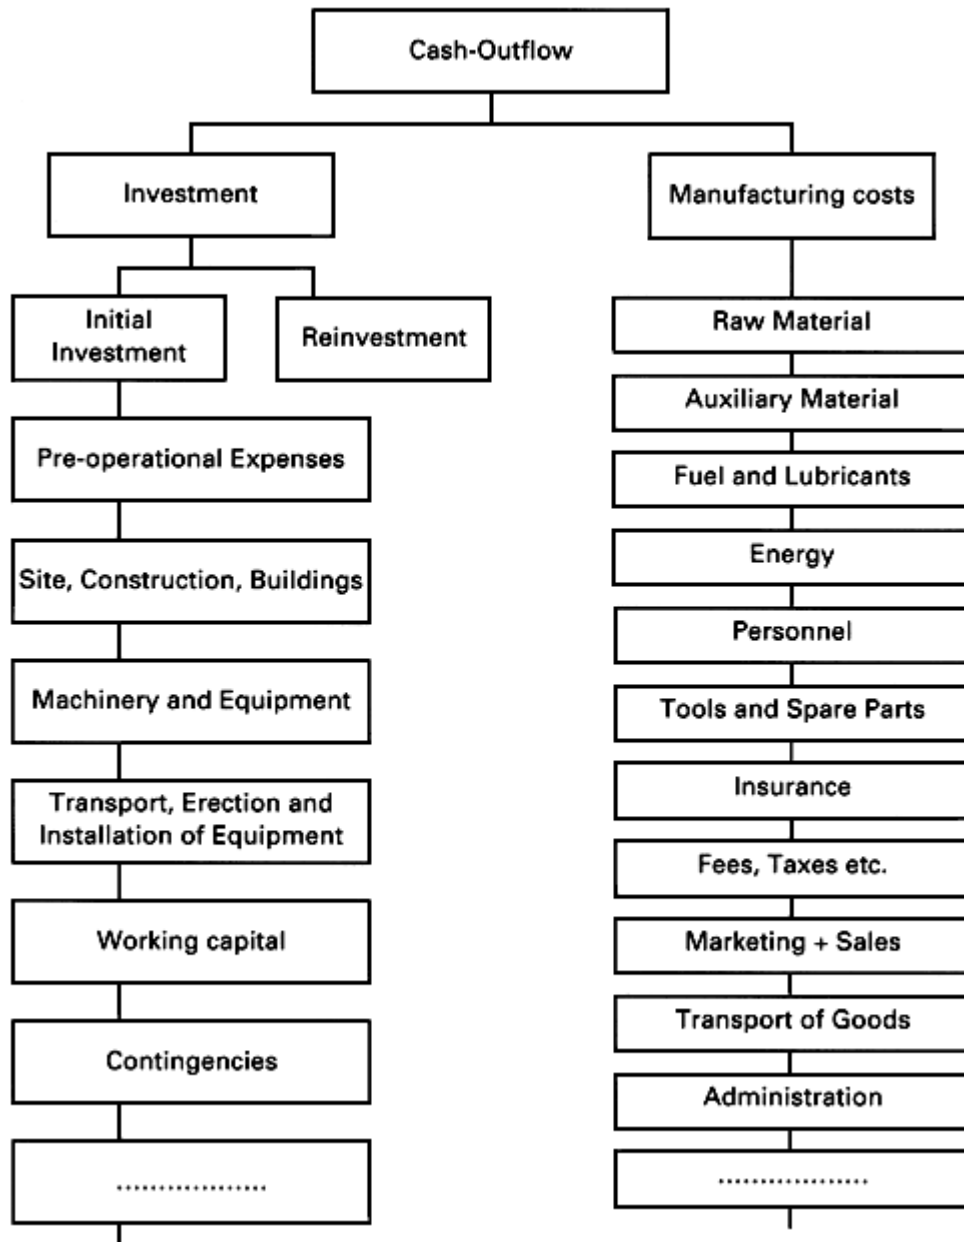 Cash-Outflow
Investment
Manufacturing costs
Initial
Investment
Reinvestment
Pre-operational Expenses
Site, Construction, Buildings
Machinery and Equipment
Transport, Erection and
Installation of Equipment
Working capital
Contingencies
..................
Raw Material
Auxiliary Material
Fuel and Lubricants
Energy
Personnel
Tools and Spare Parts
Insurance
Fees, Taxes etc.
Marketing + Sales
Transport of Goods
Administration
..................